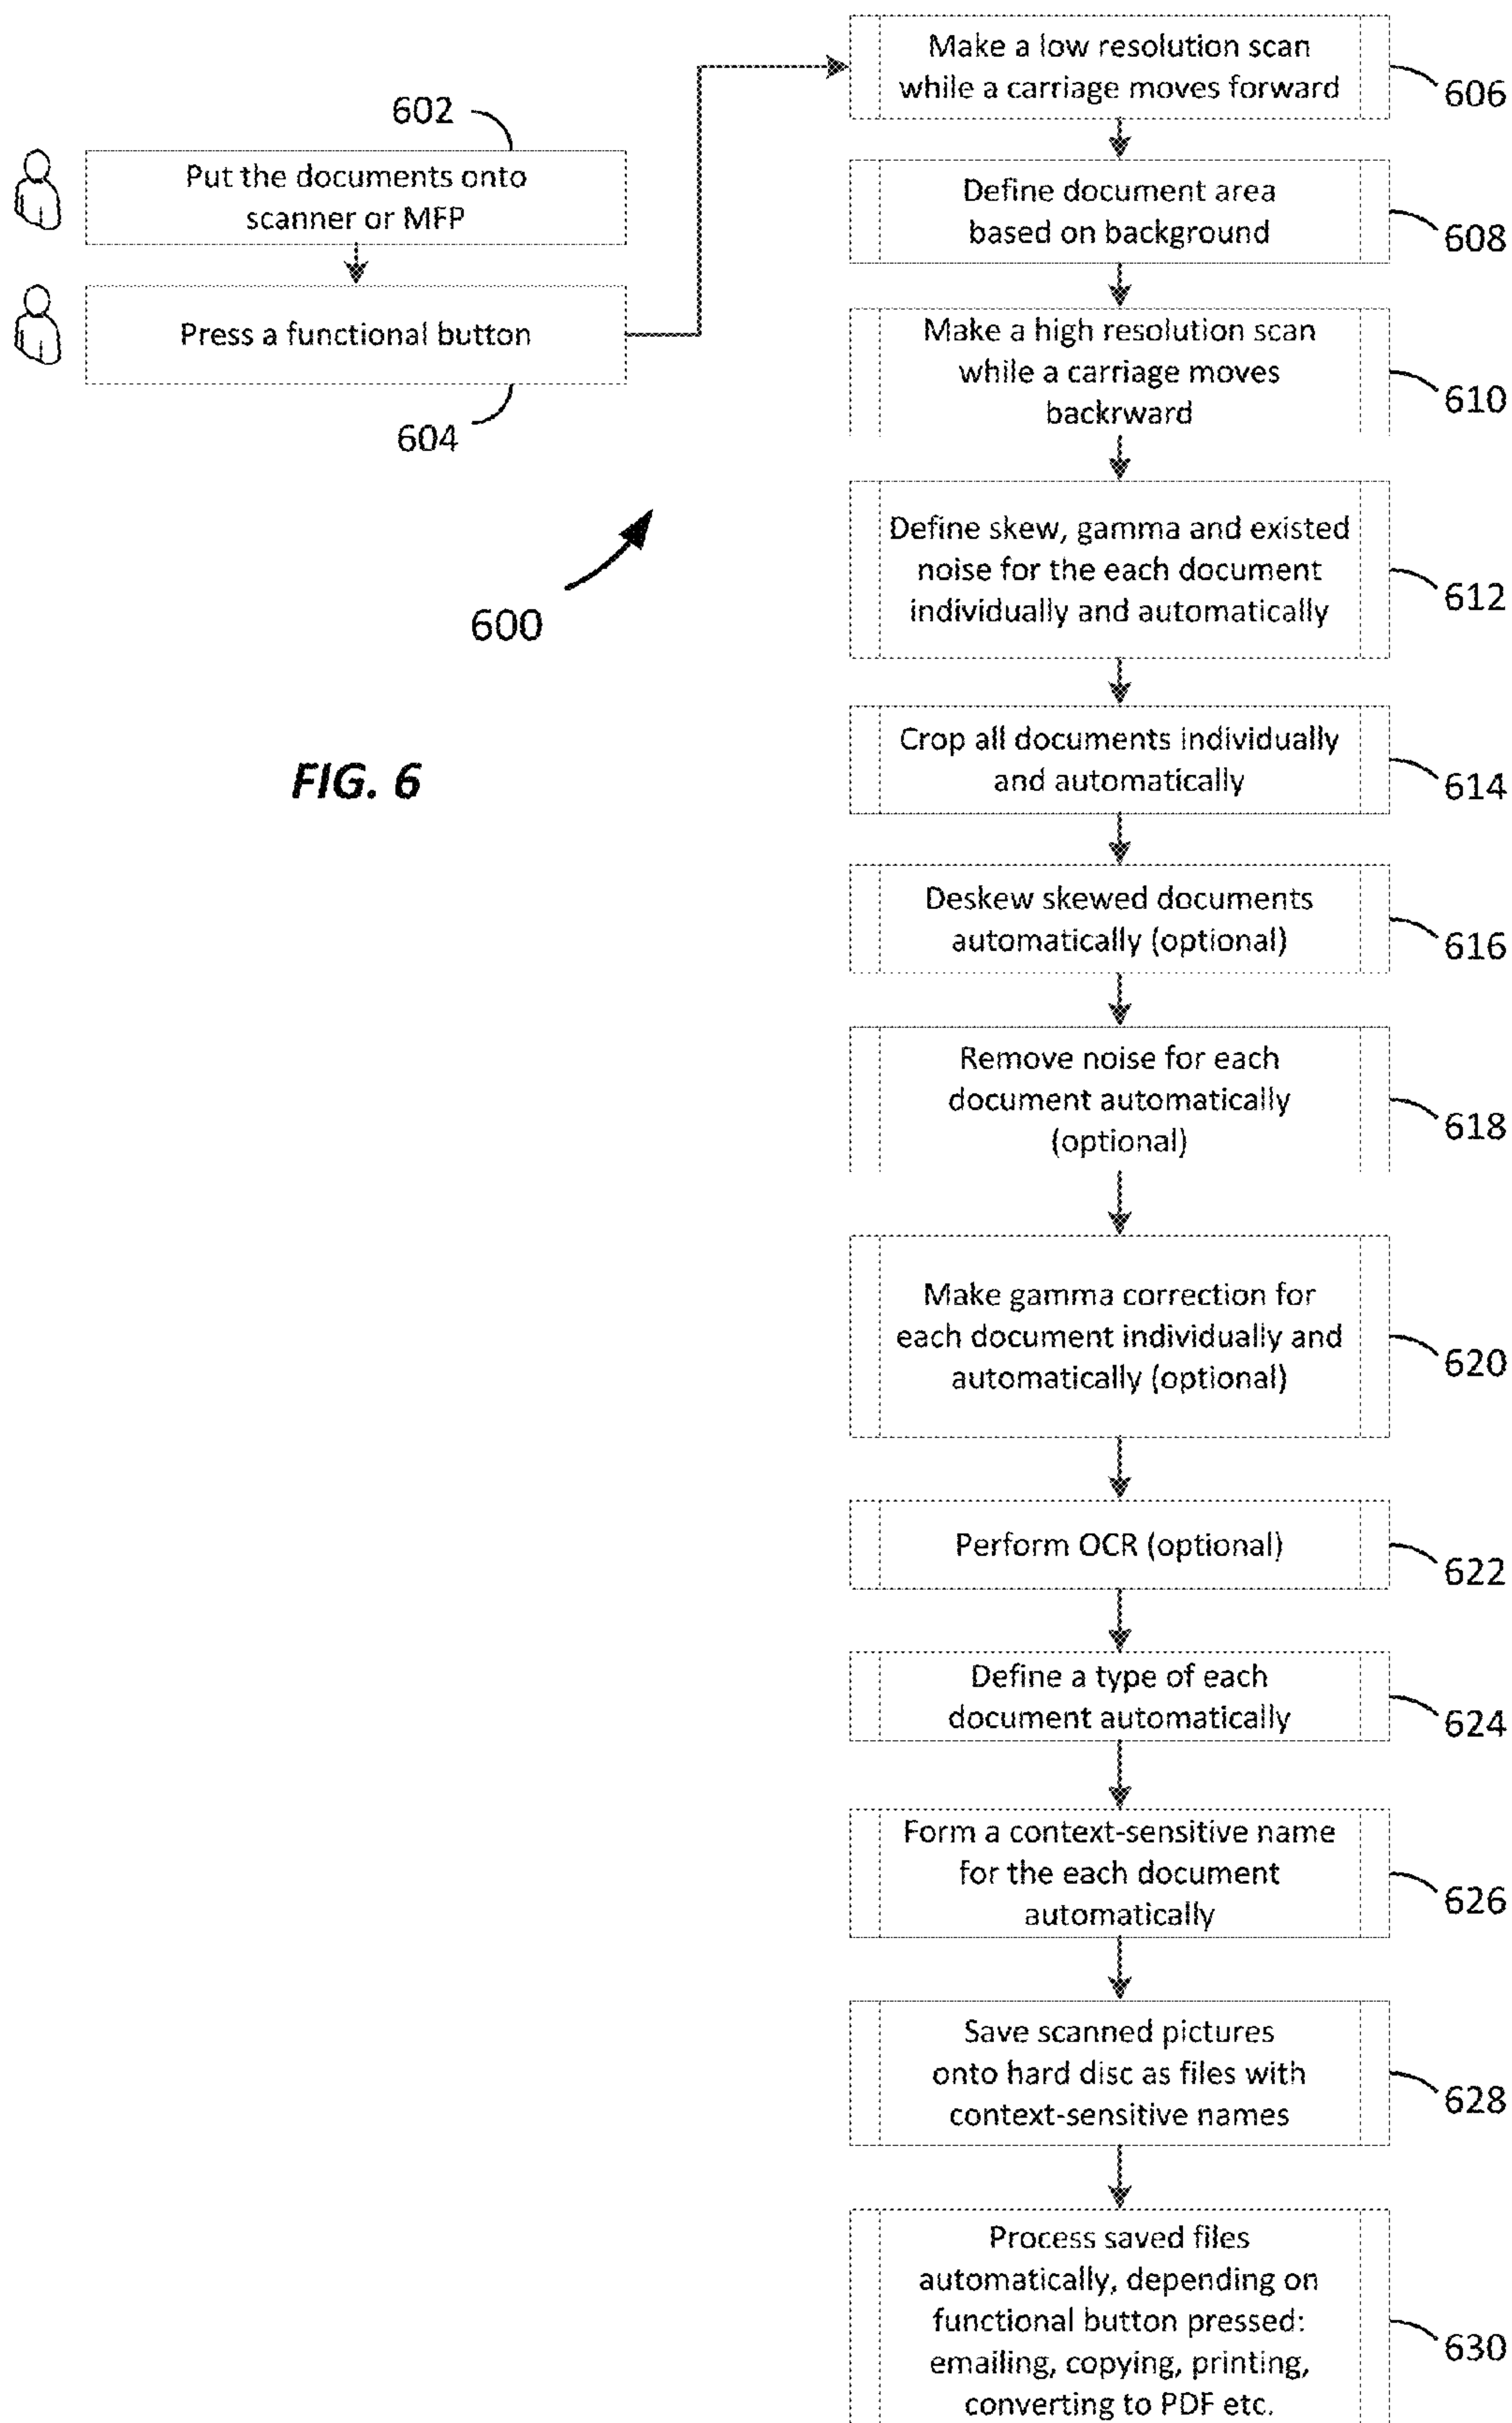 602
Put the documents onto
scanner or MFP
Press a functional button
604
600
FIG. 6
Make a low resolution scan
while a carriage moves forward
606
Define document area
based on background
608
Make a high resolution scan
while a carriage moves
backrward
610
Define skew, gamma and existed
noise for the each document
individually and automatically
612
Crop all documents individually
and automatically
614
Deskew skewed documents
automatically (optional)
616
Remove noise for each
document automatically
(optional)
618
Make gamma correction for
each document individually and
automatically (optional)
620
Perform OCR (optional)
622
Define a type of each
document automatically
624
Form a context-sensitive name
for the each document
automatically
626
Save scanned pictures
onto hard disc as files with
context-sensitive names
628
Process saved files
automatically, depending on
functional button pressed:
emailing, copying, printing,
converting to PDF etc.
630